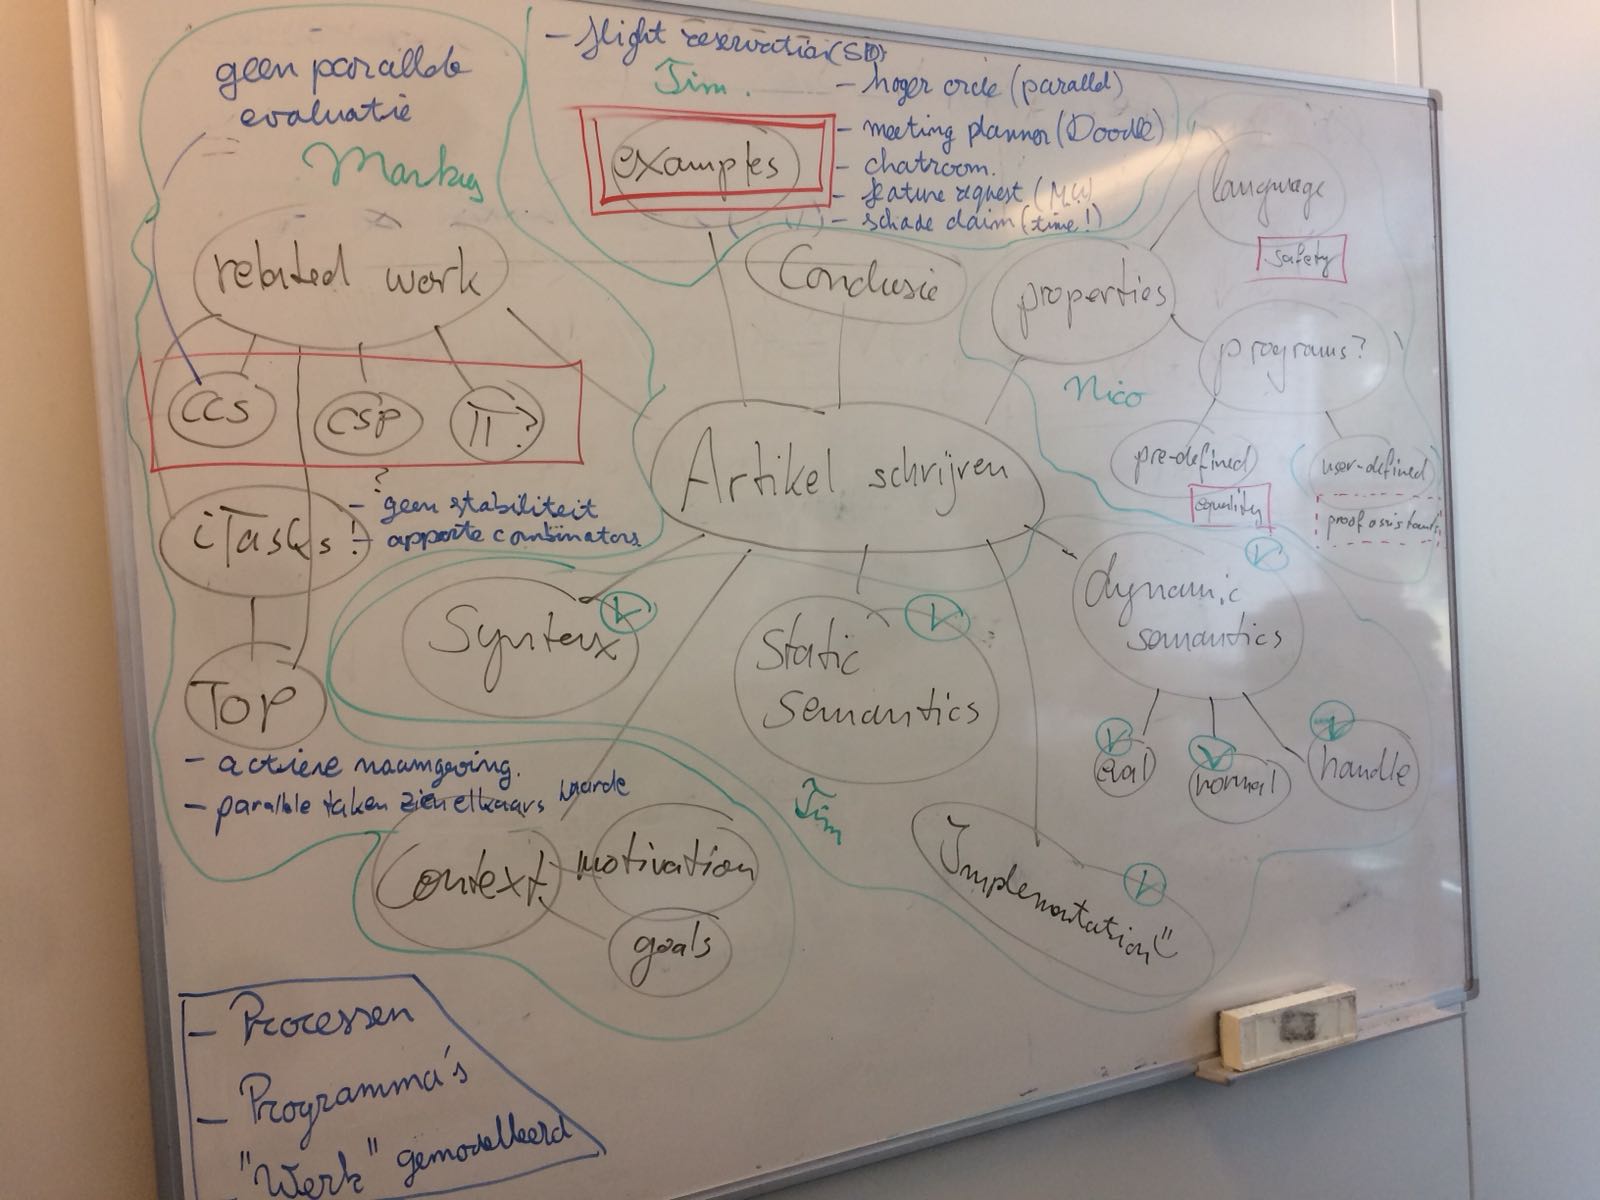 geen parallele
evaluatie
Markus
- flight reservation (SD)
Tim.
- hoger orde (parallel)
- meeting planner (Doodle)
- chatroom.
- feature request (
- schade claim (time!)
examples
related work
Conclusie
properties
language
safety
programs?
Nico
pre-defined
equality
user-defined
proof assistants
CCS
CSP
π?
?
Artikel schrijven
iTasks!
- geen stabiliteit
- apporte combinators
TOP
- actieve naamgeving.
- parallele taken zien elkaars waarde
Syntax
Static
semantics
dynamic
semantics
eval
normal
handle
Tim
Context
motivation
goals
Implementation"
- Processen
- Programma's
"Werk" gemodelleerd